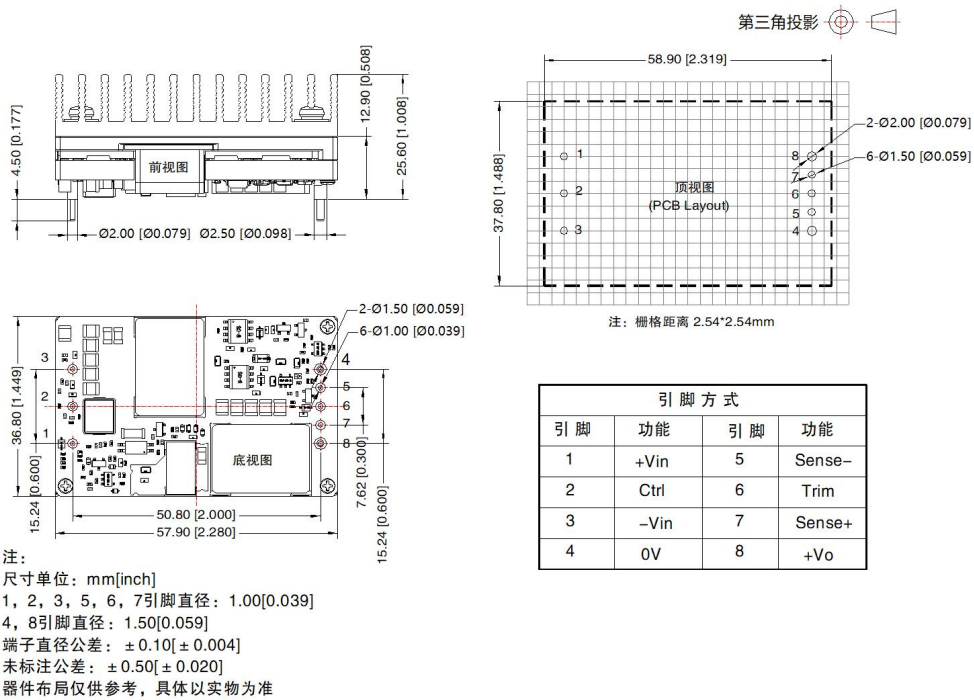 第三角投影
12.90 [0.508]
25.60 [1.008]
4.50 [0.177]
前视图
Ø2.00 [Ø0.079]
Ø2.50 [Ø0.098]
58.90 [2.319]
37.80 [1.488]
2-Ø2.00 [Ø0.079]
6-Ø1.50 [Ø0.059]
1
2
3
8
7
6
5
4
顶视图
(PCB Layout)
注：栅格距离 2.54*2.54mm
2-Ø1.50 [Ø0.059]
6-Ø1.00 [Ø0.039]
3
2
1
4
5
6
7
8
底视图
36.80 [1.449]
15.24 [0.600]
50.80 [2.000]
57.90 [2.280]
7.62 [0.300]
15.24 [0.600]
引脚方式
引脚 功能 引脚 功能
1 +Vin 5 Sense−
2 Ctrl 6 Trim
3 −Vin 7 Sense+
4 0V 8 +Vo
注：
尺寸单位：mm[inch]
1，2，3，5，6，7引脚直径：1.00[0.039]
4，8引脚直径：1.50[0.059]
端子直径公差：±0.10[±0.004]
未标注公差：±0.50[±0.020]
器件布局仅供参考，具体以实物为准